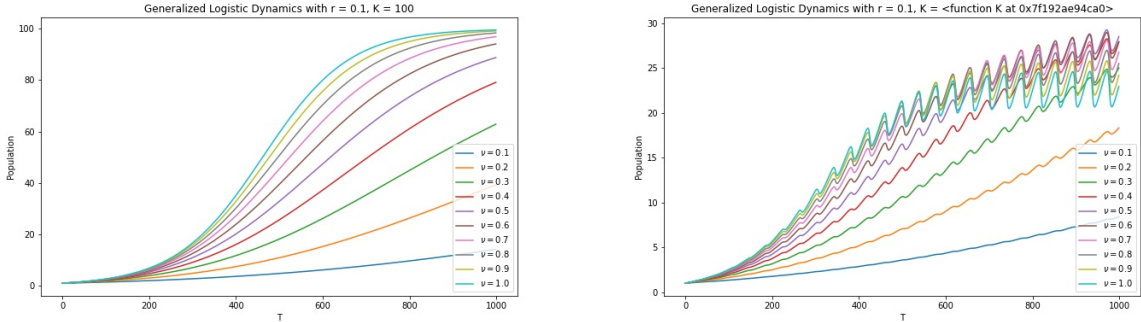 Generalized Logistic Dynamics with r = 0.1, K = 100
100
80
60
40
20
0
Population
0 200 400 600 800 1000
T
ν = 0.1
ν = 0.2
ν = 0.3
ν = 0.4
ν = 0.5
ν = 0.6
ν = 0.7
ν = 0.8
ν = 0.9
ν = 1.0
Generalized Logistic Dynamics with r = 0.1, K = <function K at 0x7f192ae94ca0>
30
25
20
15
10
5
0
Population
0 200 400 600 800 1000
T
ν = 0.1
ν = 0.2
ν = 0.3
ν = 0.4
ν = 0.5
ν = 0.6
ν = 0.7
ν = 0.8
ν = 0.9
ν = 1.0